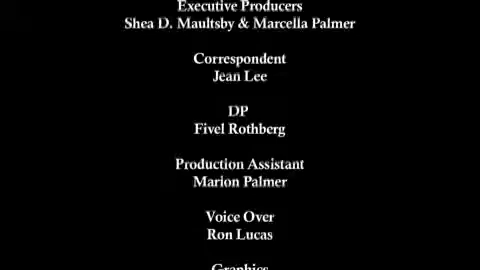 Executive Producers
Shea D. Maultsby & Marcella Palmer
Correspondent
Jean Lee
DP
Fivel Rothberg
Production Assistant
Marion Palmer
Voice Over
Ron Lucas
Graphics